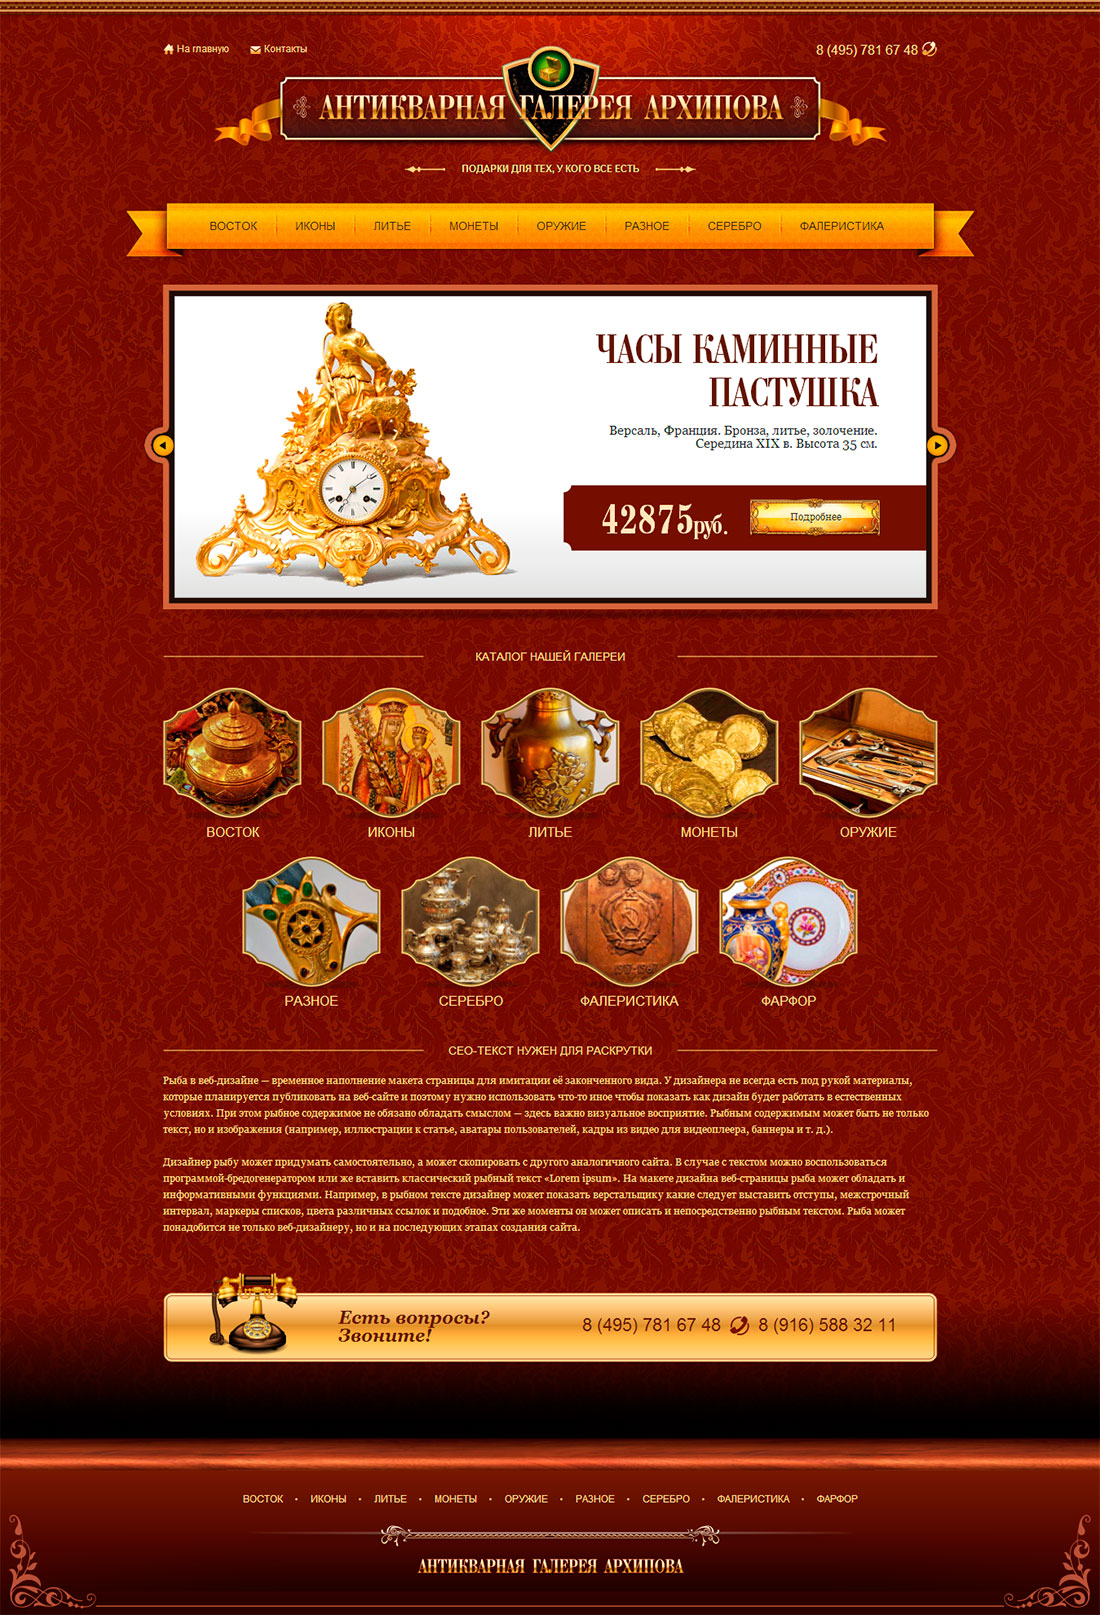 На главную
Контакты
8 (495) 781 67 48
АНТИКВАРНАЯ ГАЛЕРЕЯ АРХИПОВА
ПОДАРКИ ДЛЯ ТЕХ, У КОГО ВСЕ ЕСТЬ
ВОСТОК ИКОНЫ ЛИТЬЕ МОНЕТЫ ОРУЖИЕ РАЗНОЕ СЕРЕБРО ФАЛЕРИСТИКА
ЧАСЫ КАМИННЫЕ
ПАСТУШКА
Версаль, Франция. Бронза, литье, золочение.
Середина XIX в. Высота 35 см.
42875руб.
Подробнее
КАТАЛОГ НАШЕЙ ГАЛЕРЕИ
ВОСТОК ИКОНЫ ЛИТЬЕ МОНЕТЫ ОРУЖИЕ
РАЗНОЕ СЕРЕБРО ФАЛЕРИСТИКА ФАРФОР
СЕО-ТЕКСТ НУЖЕН ДЛЯ РАСКРУТКИ
Рыба в веб-дизайне — временное наполнение макета страницы для имитации её законченного вида. У дизайнера не всегда есть под рукой материалы,
которые планируется публиковать на веб-сайте и поэтому нужно использовать что-то иное чтобы показать как дизайн будет работать в естественных
условиях. При этом рыбное содержимое не обязано обладать смыслом — здесь важно визуальное восприятие. Рыбным содержимым может быть не только
текст, но и изображения (например, иллюстрации к статье, аватары пользователей, кадры из видео для видеоплеера, баннеры и т. д.).
Дизайнер рыбу может придумать самостоятельно, а может скопировать с другого аналогичного сайта. В случае с текстом можно воспользоваться
программой-бредогенератором или же вставить классический рыбный текст «Lorem ipsum». На макете дизайна веб-страницы рыба может обладать и
информативными функциями. Например, в рыбном тексте дизайнер может показать верстальщику какие следует выставить отступы, межстрочный
интервал, маркеры списков, цвета различных ссылок и подобное. Эти же моменты он может описать и непосредственно рыбным текстом. Рыба может
понадобится не только веб-дизайнеру, но и на последующих этапах создания сайта.
Есть вопросы?
Звоните!
8 (495) 781 67 48 8 (916) 588 32 11
ВОСТОК • ИКОНЫ • ЛИТЬЕ • МОНЕТЫ • ОРУЖИЕ • РАЗНОЕ • СЕРЕБРО • ФАЛЕРИСТИКА • ФАРФОР
АНТИКВАРНАЯ ГАЛЕРЕЯ АРХИПОВА